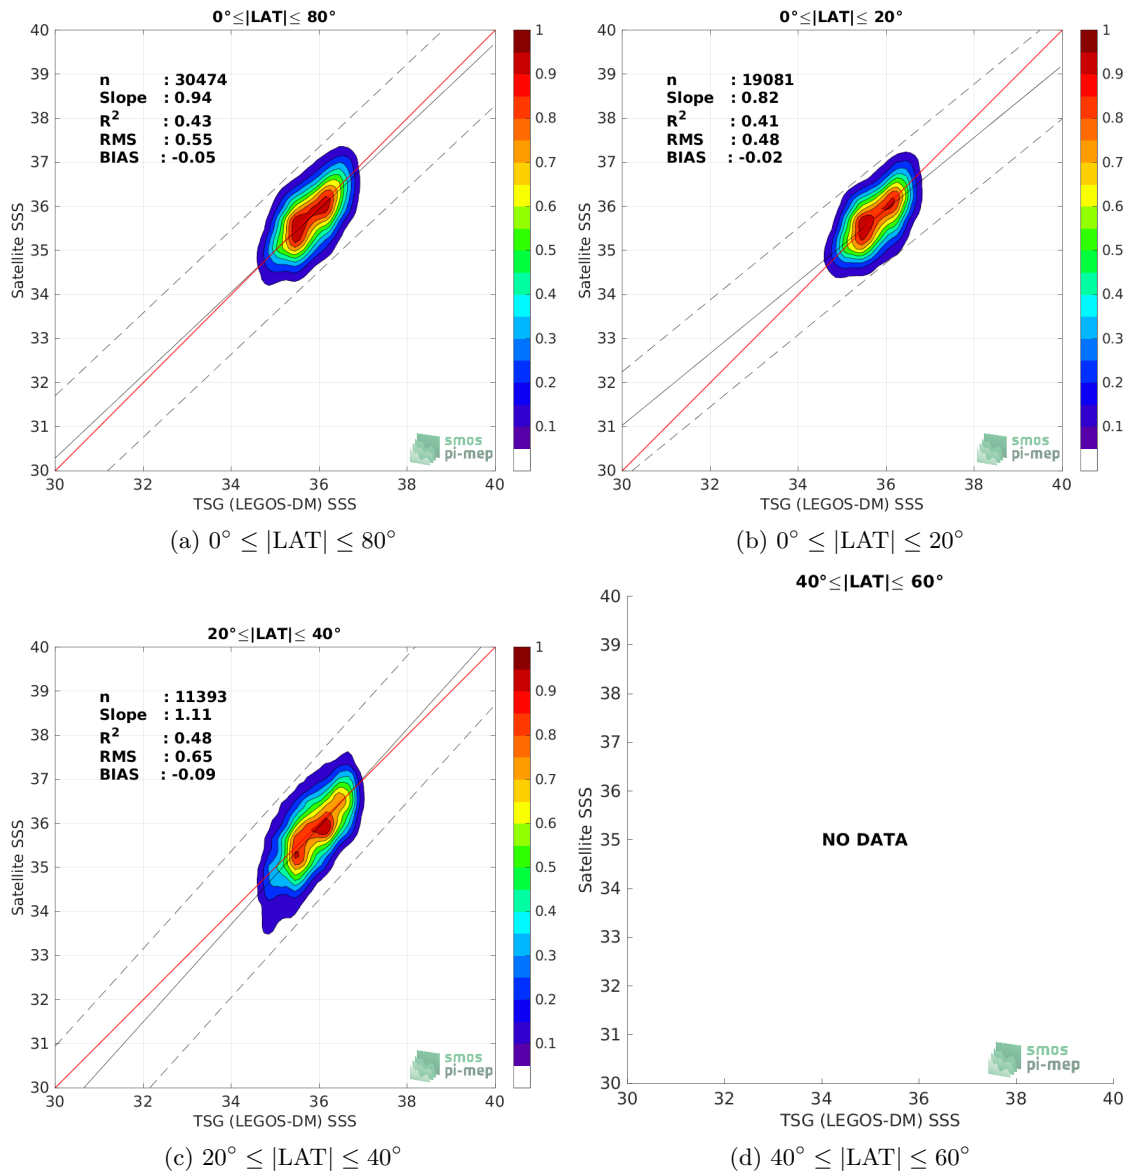 0°≤|LAT|≤ 80°
n : 30474
Slope : 0.94
R² : 0.43
RMS : 0.55
BIAS : -0.05
40
39
38
37
36
35
34
33
32
31
30
Satellite SSS
30 32 34 36 38 40
TSG (LEGOS-DM) SSS
1
0.9
0.8
0.7
0.6
0.5
0.4
0.3
0.2
0.1
smos
pi-mep
(a) 0° ≤ |LAT| ≤ 80°
0°≤|LAT|≤ 20°
n : 19081
Slope : 0.82
R² : 0.41
RMS : 0.48
BIAS : -0.02
40
39
38
37
36
35
34
33
32
31
30
Satellite SSS
30 32 34 36 38 40
TSG (LEGOS-DM) SSS
1
0.9
0.8
0.7
0.6
0.5
0.4
0.3
0.2
0.1
smos
pi-mep
(b) 0° ≤ |LAT| ≤ 20°
20°≤|LAT|≤ 40°
n : 11393
Slope : 1.11
R² : 0.48
RMS : 0.65
BIAS : -0.09
40
39
38
37
36
35
34
33
32
31
30
Satellite SSS
30 32 34 36 38 40
TSG (LEGOS-DM) SSS
1
0.9
0.8
0.7
0.6
0.5
0.4
0.3
0.2
0.1
smos
pi-mep
(c) 20° ≤ |LAT| ≤ 40°
40°≤|LAT|≤ 60°
40
39
38
37
36
35
34
33
32
31
30
Satellite SSS
NO DATA
30 32 34 36 38 40
TSG (LEGOS-DM) SSS
smos
pi-mep
(d) 40° ≤ |LAT| ≤ 60°